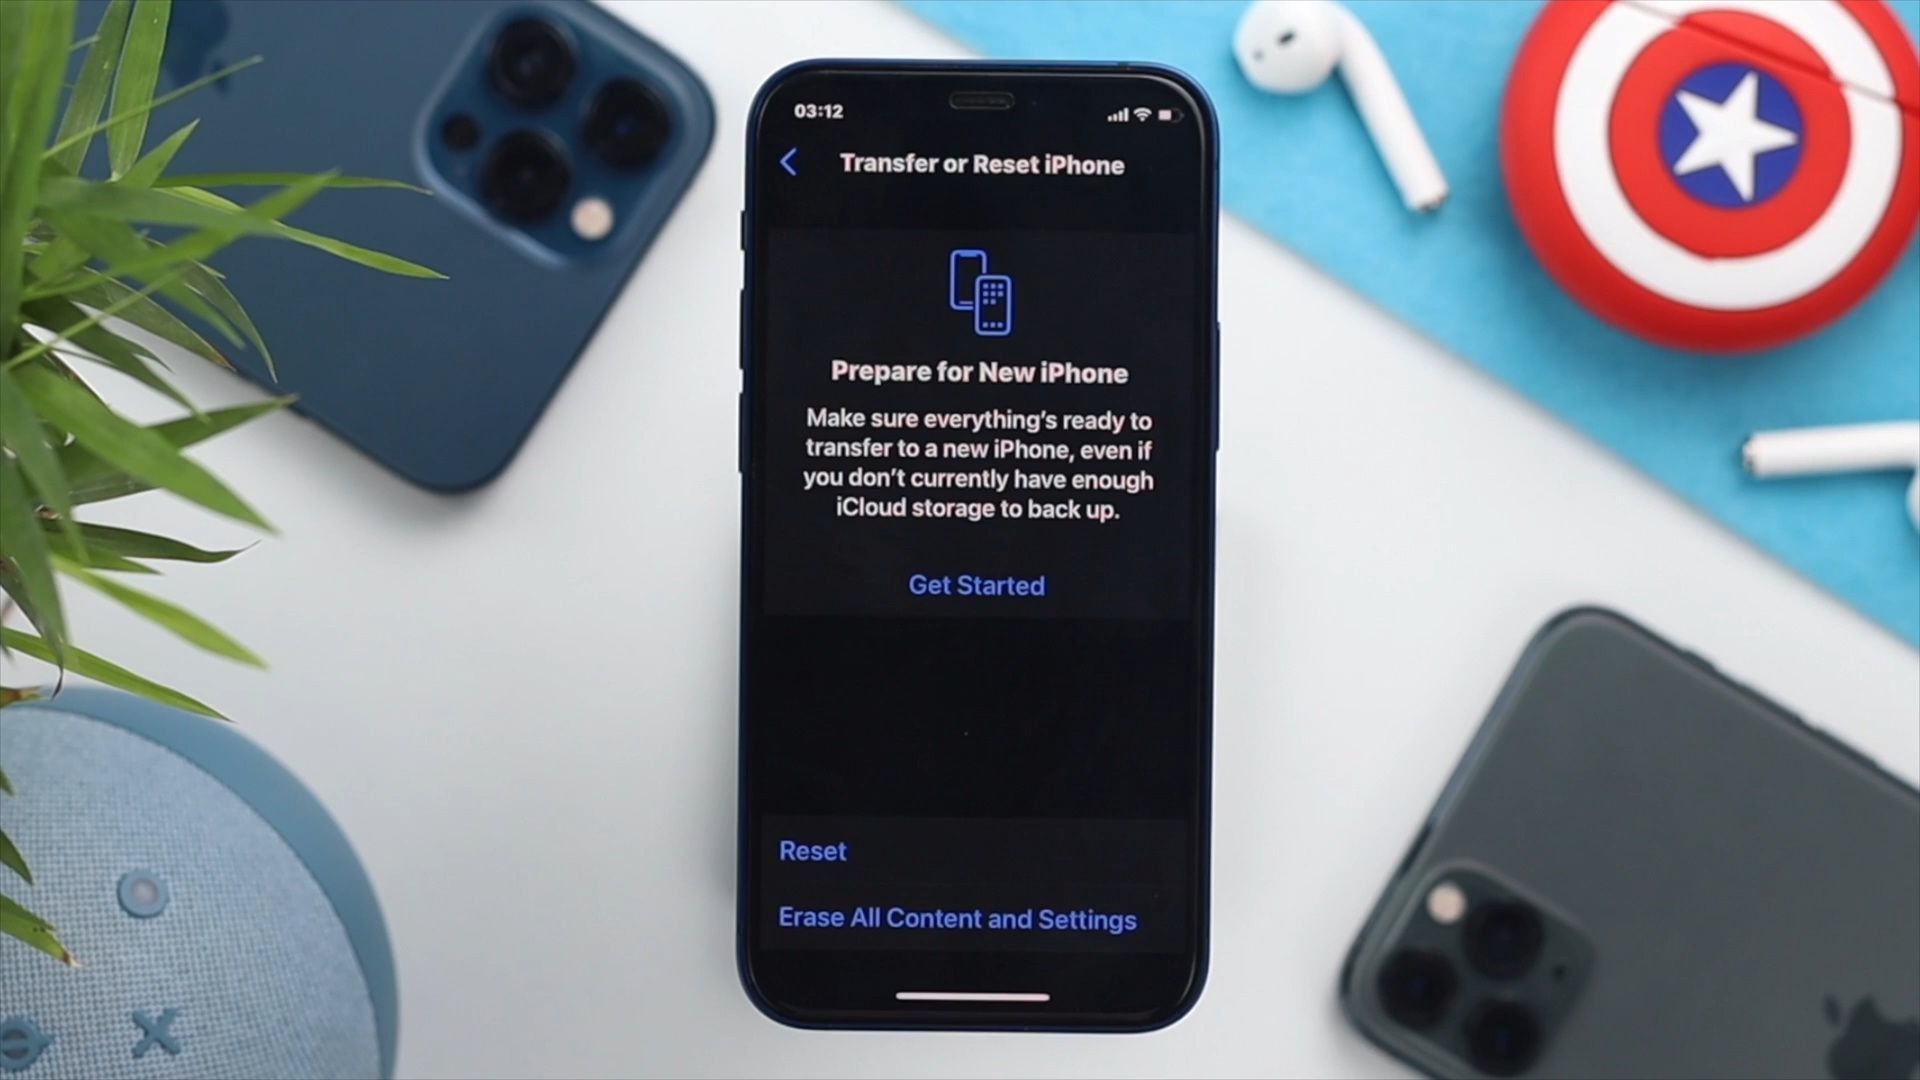 03:12
Transfer or Reset iPhone
Prepare for New iPhone
Make sure everything's ready to
transfer to a new iPhone, even if
you don't currently have enough
iCloud storage to back up.
Get Started
Reset
Erase All Content and Settings